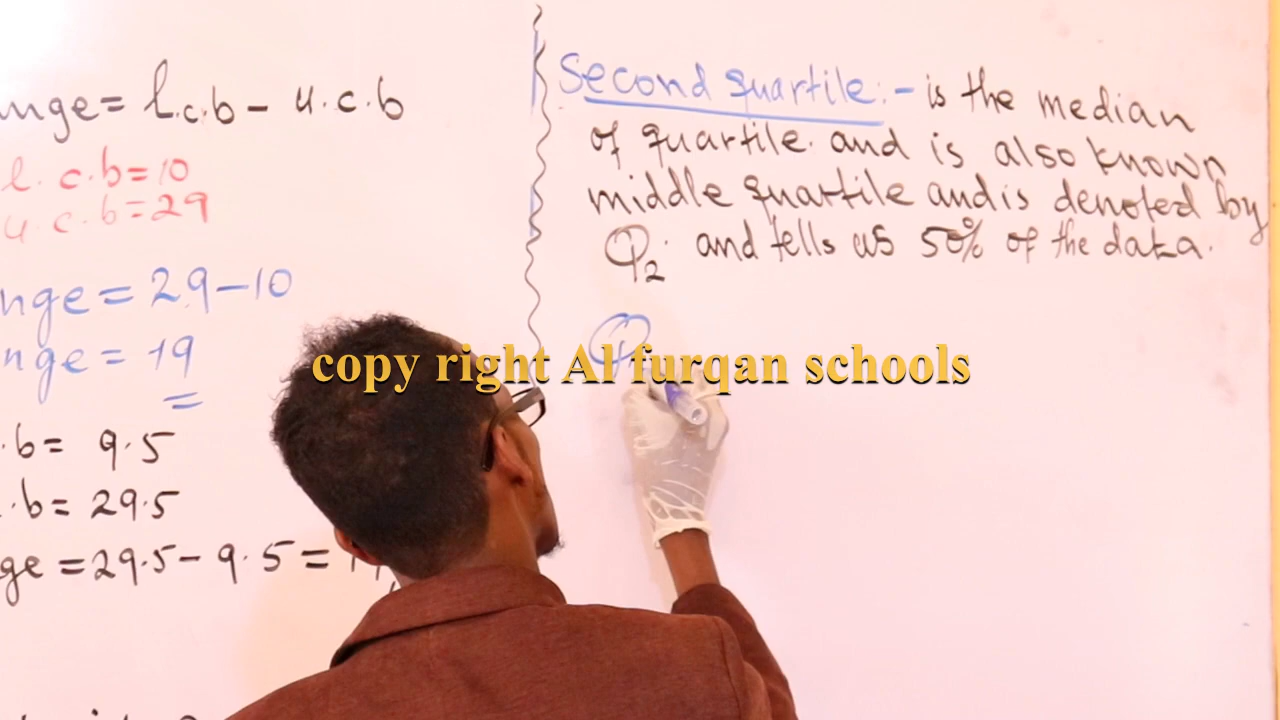 nge = l.c.b - u.c.b
l. c.b = 10
u. c.b = 29
nge = 29 - 10
nge = 19
.b = 9.5
.b = 29.5
ge = 29.5 - 9.5 =
Second quartile:- is the median
of quartile. and is also known
middle quartile and is denoted by
Q2. and tells us 50% of the data.
Q
copy right Al furqan schools